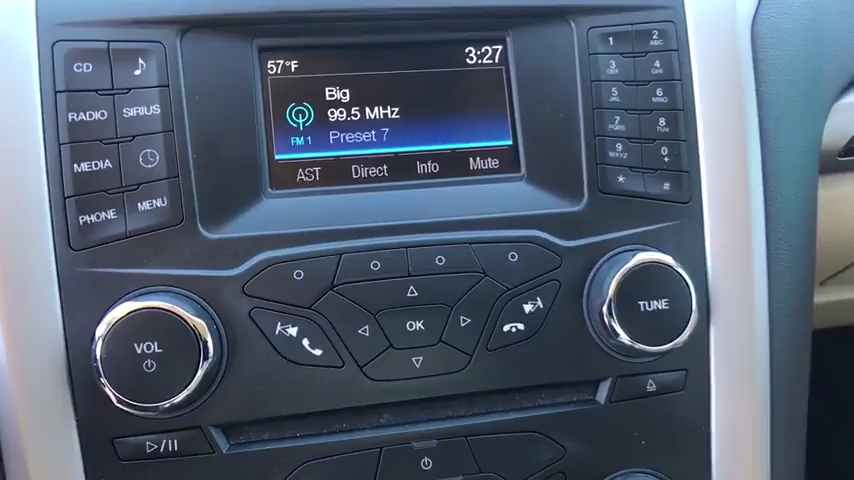 CD
RADIO
SIRIUS
MEDIA
PHONE
MENU
57°F
3:27
Big
99.5 MHz
FM 1
Preset 7
AST
Direct
Info
Mute
1
2 ABC
3 DEF
4 GHI
5 JKL
6 MNO
7 PQRS
8 TUV
9 WXYZ
0 +
*
#
VOL
OK
TUNE